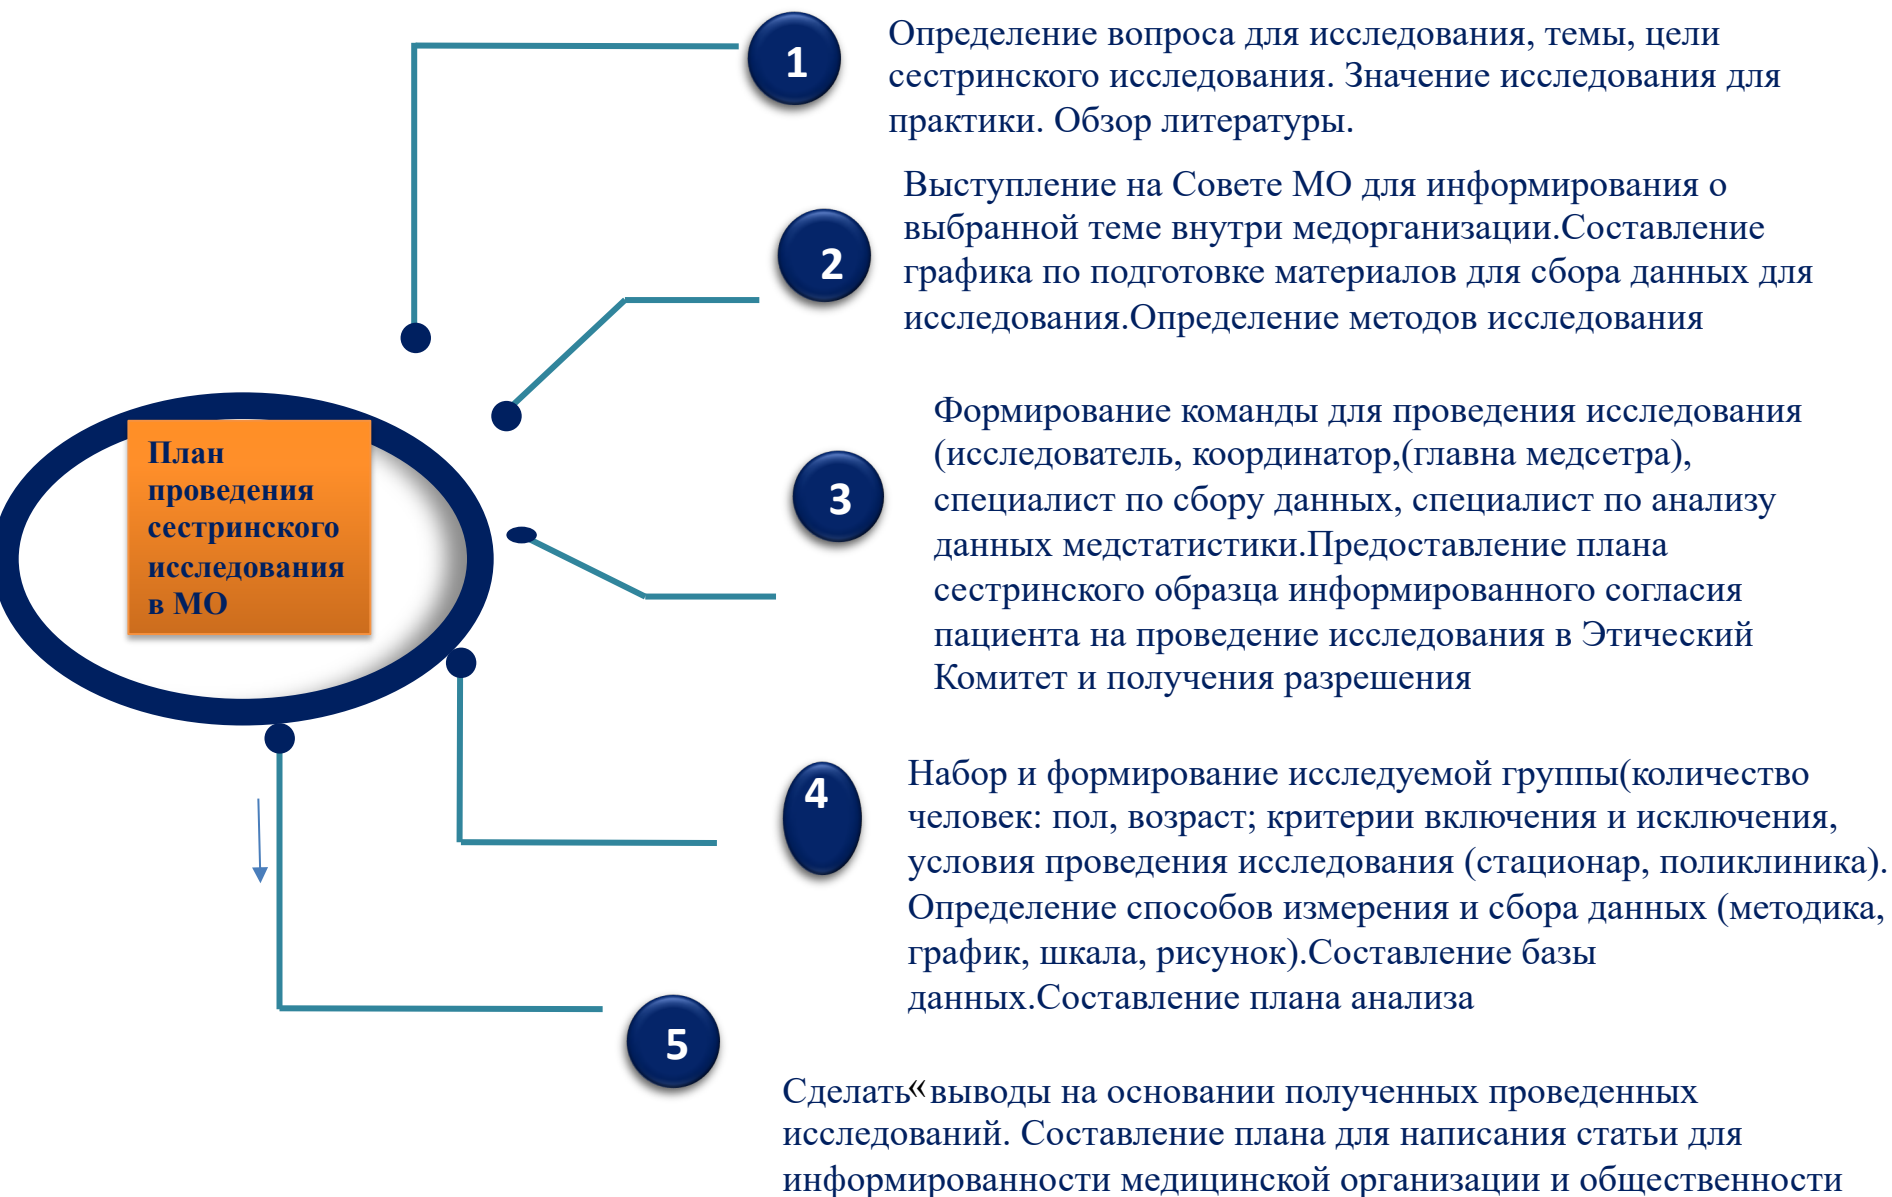 1
Определение вопроса для исследования, темы, цели
сестринского исследования. Значение исследования для
практики. Обзор литературы.
2
Выступление на Совете МО для информирования о
выбранной теме внутри медорганизации.Составление
графика по подготовке материалов для сбора данных для
исследования.Определение методов исследования
План
проведения
сестринского
исследования
в МО
3
Формирование команды для проведения исследования
(исследователь, координатор,(главна медсетра),
специалист по сбору данных, специалист по анализу
данных медстатистики.Предоставление плана
сестринского образца информированного согласия
пациента на проведение исследования в Этический
Комитет и получения разрешения
4
Набор и формирование исследуемой группы(количество
человек: пол, возраст; критерии включения и исключения,
условия проведения исследования (стационар, поликлиника).
Определение способов измерения и сбора данных (методика,
график, шкала, рисунок).Составление базы
данных.Составление плана анализа
5
Сделать“ выводы на основании полученных проведенных
исследований. Составление плана для написания статьи для
информированности медицинской организации и общественности